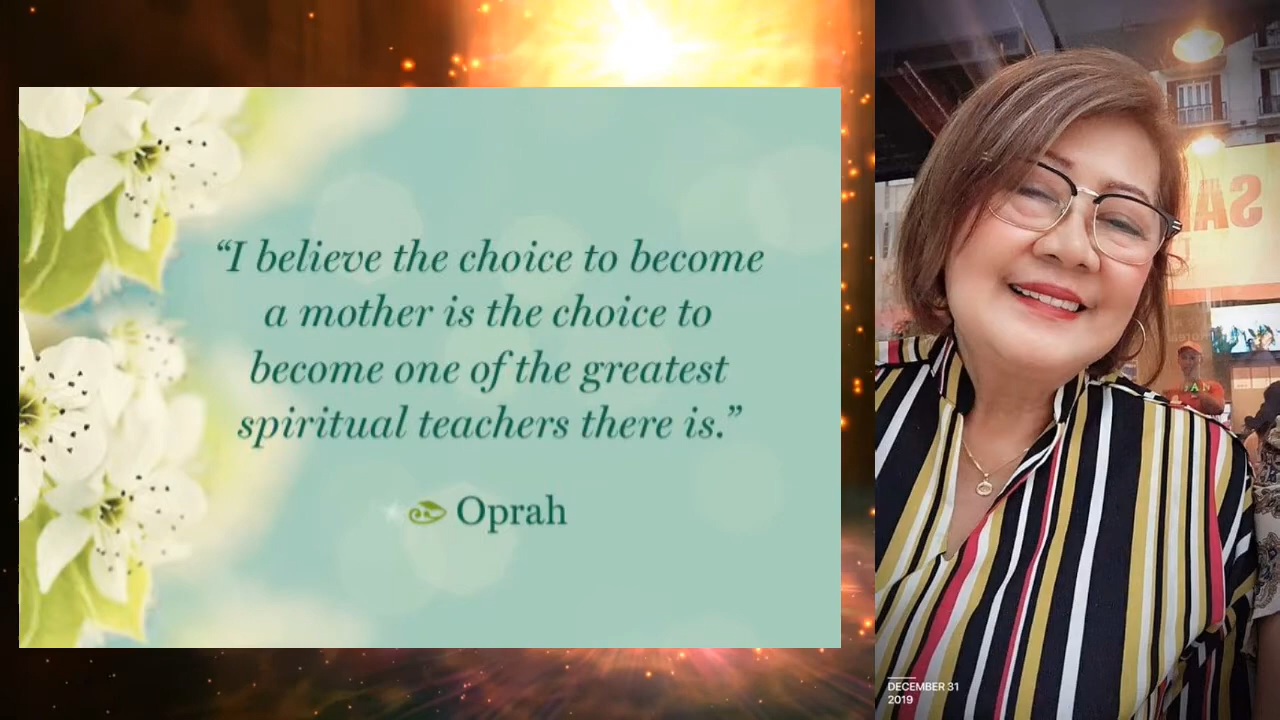 “I believe the choice to become
a mother is the choice to
become one of the greatest
spiritual teachers there is.”
Oprah
DECEMBER 31
2019